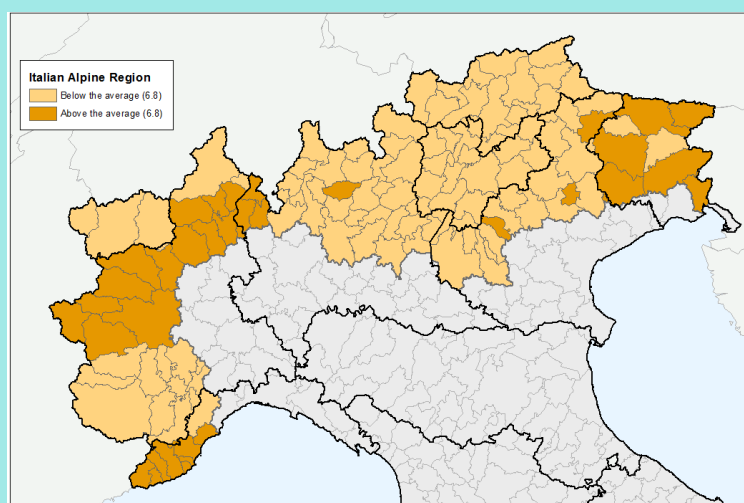 Italian Alpine Region
Below the average (6.8)
Above the average (6.8)